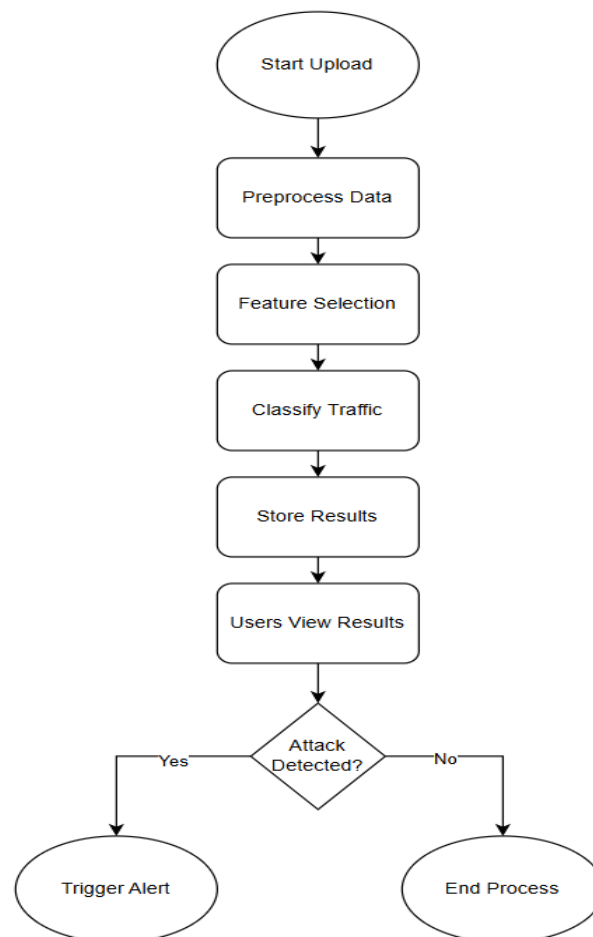 Start Upload
Preprocess Data
Feature Selection
Classify Traffic
Store Results
Users View Results
Attack
Detected?
Yes
No
Trigger Alert
End Process